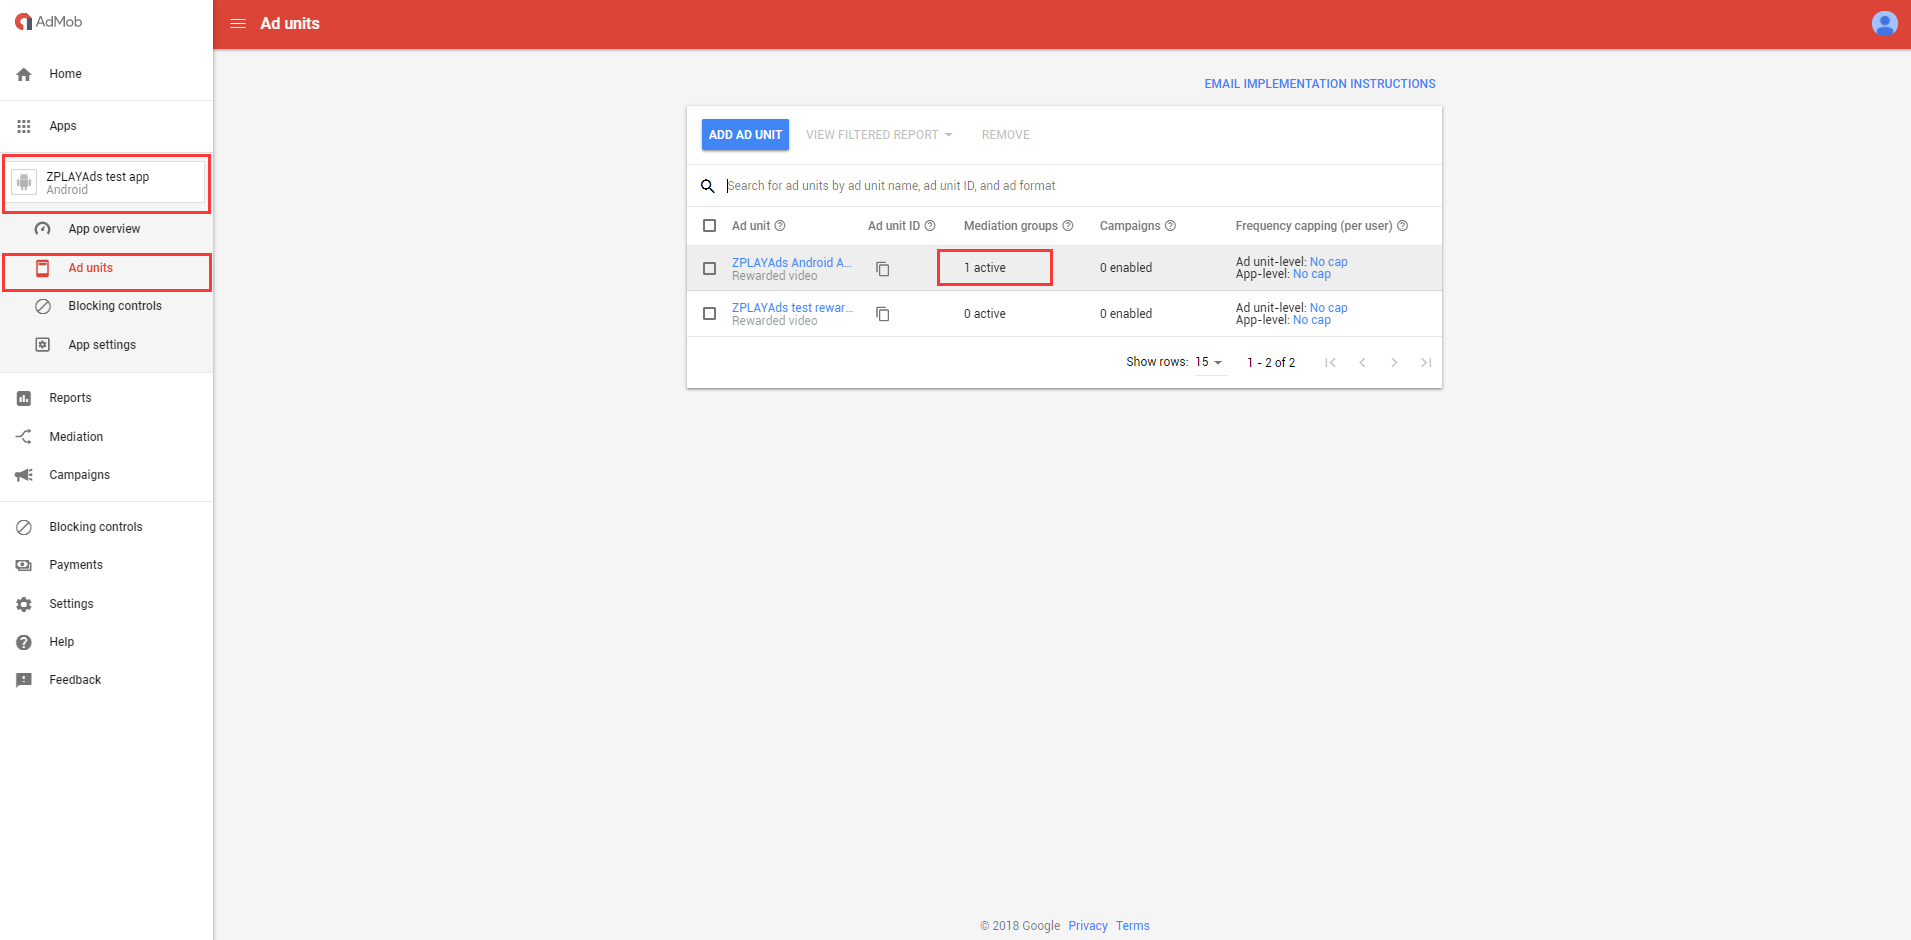 AdMob
Ad units
Home
Apps
ZPLAYAds test app
Android
App overview
Ad units
Blocking controls
App settings
Reports
Mediation
Campaigns
Blocking controls
Payments
Settings
Help
Feedback
EMAIL IMPLEMENTATION INSTRUCTIONS
ADD AD UNIT VIEW FILTERED REPORT REMOVE
Search for ad units by ad unit name, ad unit ID, and ad format
Ad unit Ad unit ID Mediation groups Campaigns Frequency capping (per user)
ZPLAYAds Android A... 1 active 0 enabled Ad unit-level: No cap
Rewarded video App-level: No cap
ZPLAYAds test rewar... 0 active 0 enabled Ad unit-level: No cap
Rewarded video App-level: No cap
Show rows: 15 1 - 2 of 2
© 2018 Google Privacy Terms